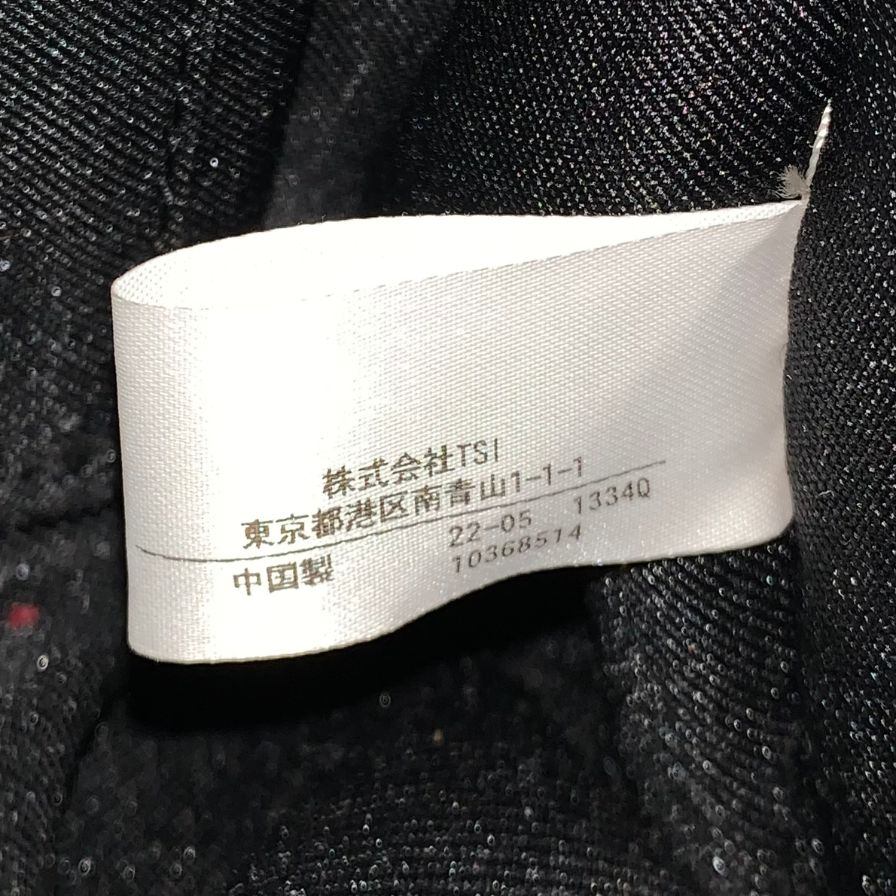 株式会社TSI
東京都港区南青山1-1-1
22-05 1334Q
中国製 10368514